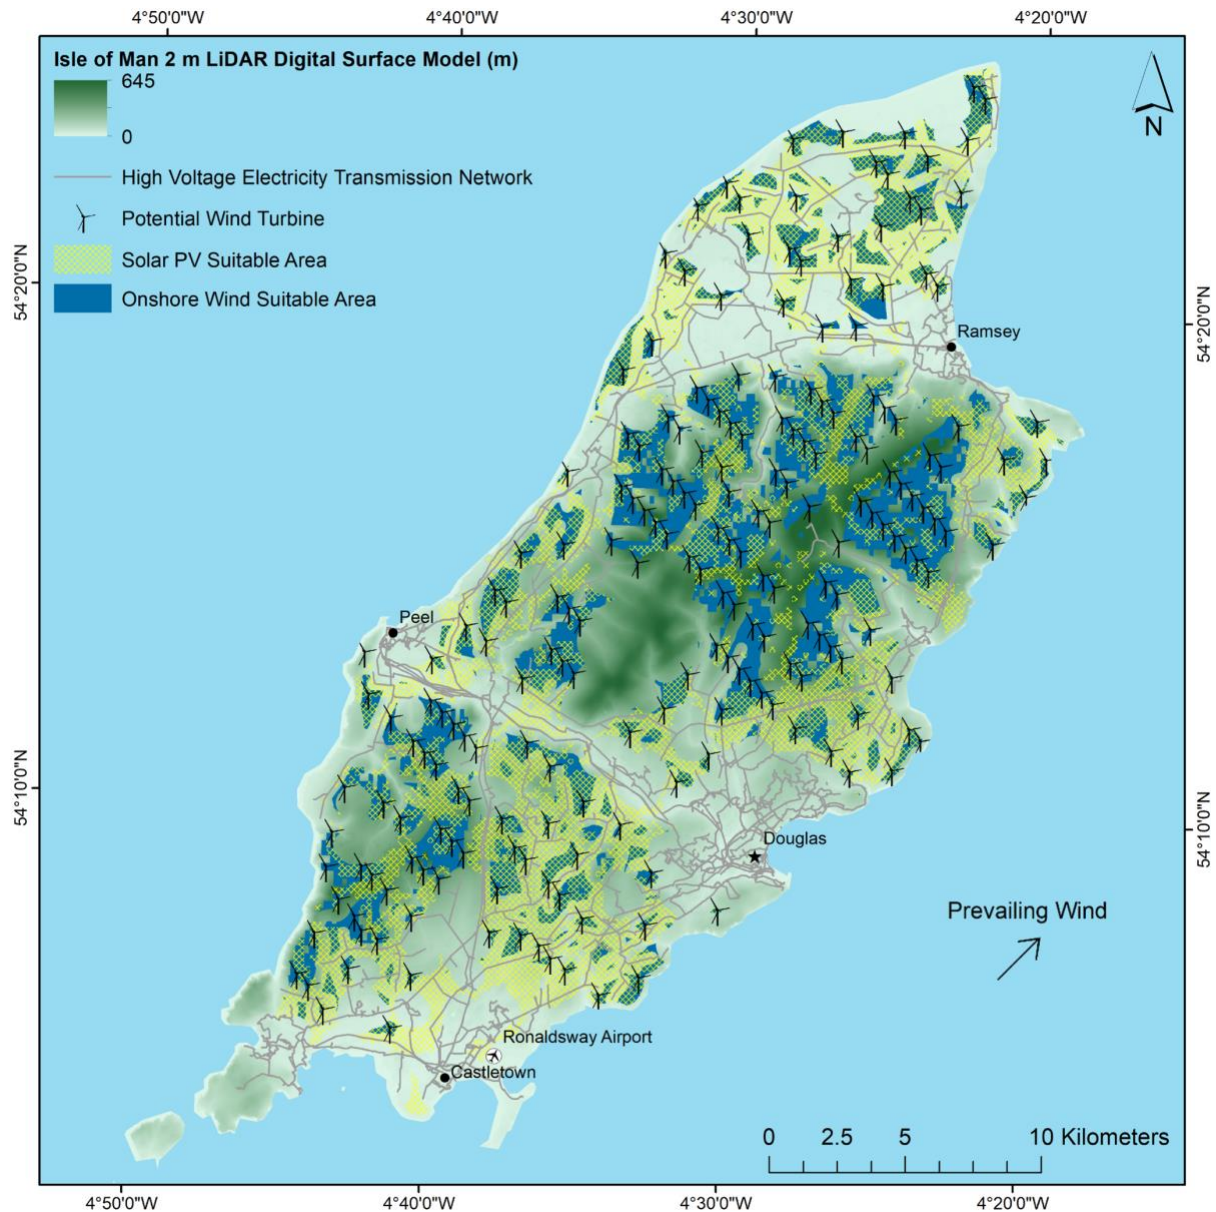 4°50'0"W 4°40'0"W 4°30'0"W 4°20'0"W
Isle of Man 2 m LiDAR Digital Surface Model (m)
645
0
N
High Voltage Electricity Transmission Network
Potential Wind Turbine
Solar PV Suitable Area
Onshore Wind Suitable Area
54°20'0"N
54°20'0"N
Ramsey
Peel
54°10'0"N
54°10'0"N
Douglas
Prevailing Wind
Ronaldsway Airport
Castletown
0 2.5 5 10 Kilometers
4°50'0"W 4°40'0"W 4°30'0"W 4°20'0"W